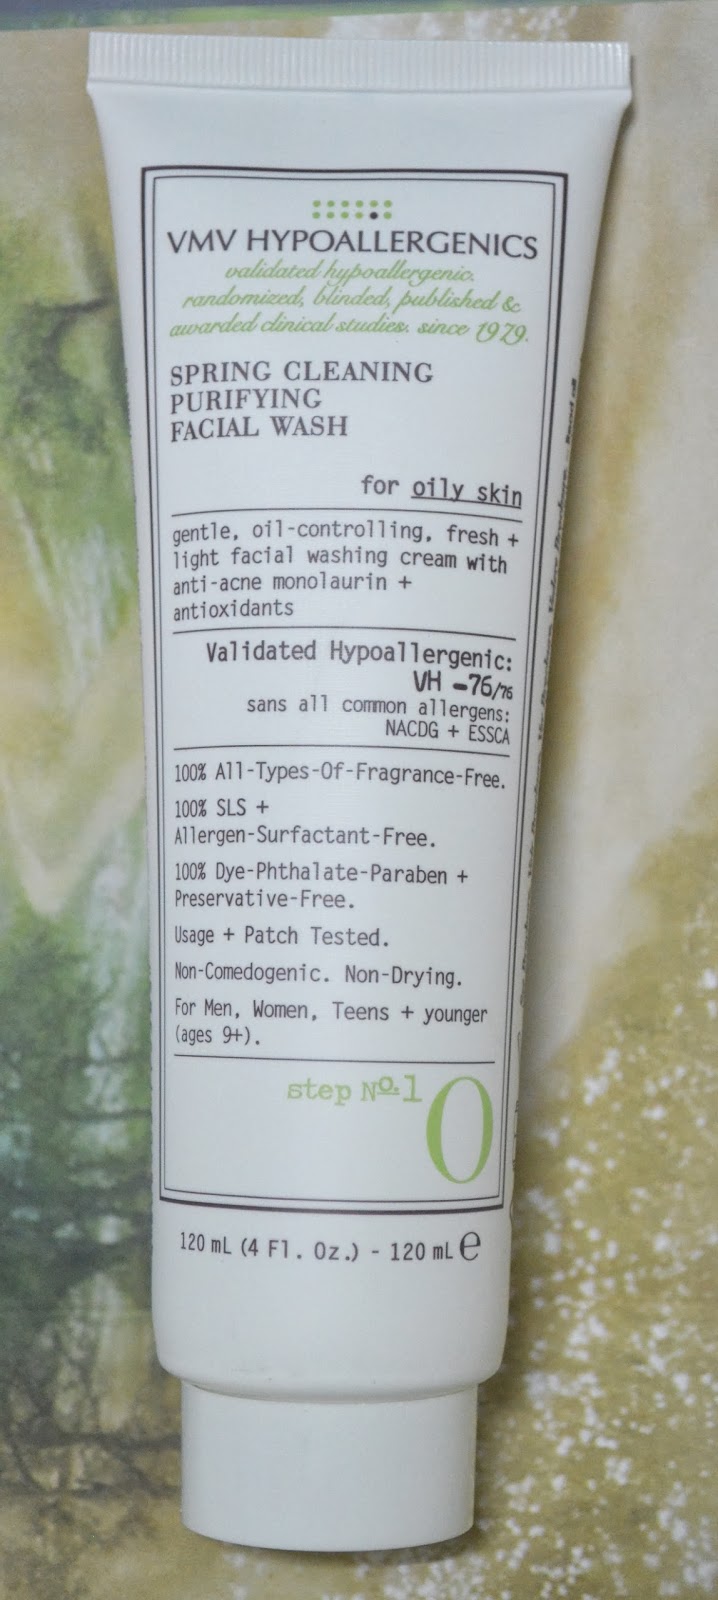 VMV HYPOALLERGENICS
validated hypoallergenic.
randomized, blinded, published &
awarded clinical studies. since 1979.
SPRING CLEANING
PURIFYING
FACIAL WASH
for oily skin
gentle, oil-controlling, fresh +
light facial washing cream with
anti-acne monolaurin +
antioxidants
Validated Hypoallergenic:
VH -76/76
sans all common allergens:
NACDG + ESSCA
100% All-Types-Of-Fragrance-Free.
100% SLS +
Allergen-Surfactant-Free.
100% Dye-Phthalate-Paraben +
Preservative-Free.
Usage + Patch Tested.
Non-Comedogenic. Non-Drying.
For Men, Women, Teens + younger
(ages 9+).
step No.1
0
120 mL (4 Fl. Oz.) - 120 mL e